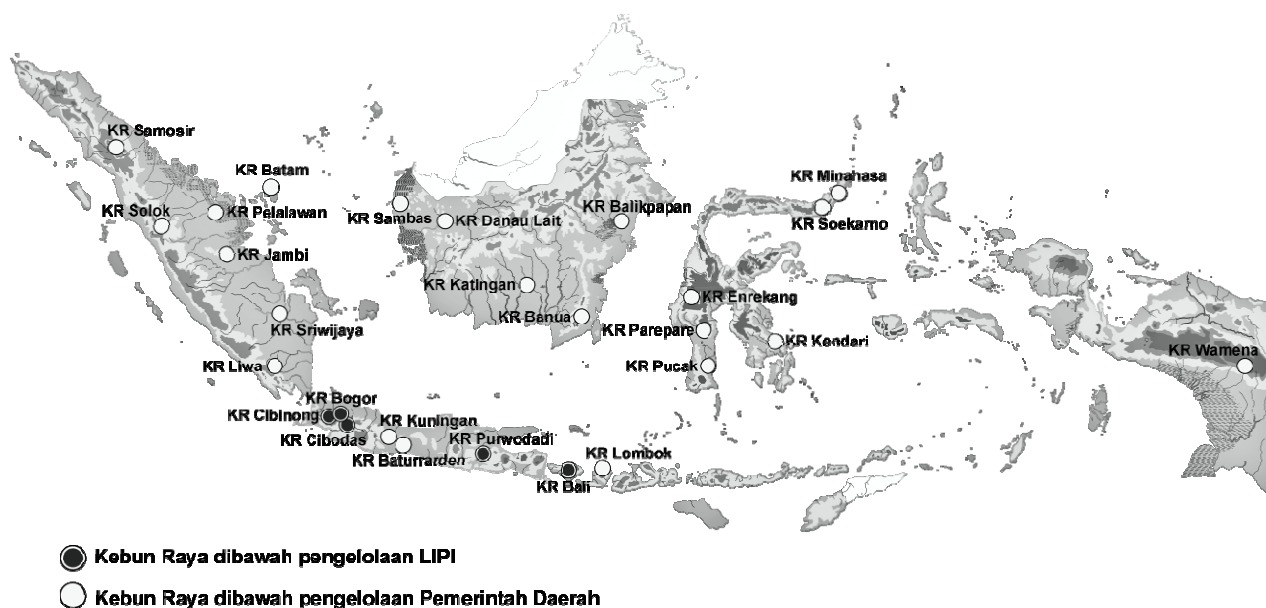 KR Samosir
KR Batam
KR Solok
KR Pelalawan
KR Jambi
KR Sriwijaya
KR Liwa
KR Sambas
KR Danau Lait
KR Balikpapan
KR Katingan
KR Banua
KR Minahasa
KR Soekarno
KR Enrekang
KR Parepare
KR Kendari
KR Pucak
KR Wamena
KR Bogor
KR Cibinong
KR Cibodas
KR Kuningan
KR Baturrarden
KR Purwodadi
KR Bali
KR Lombok
Kebun Raya dibawah pengelolaan LIPI
Kebun Raya dibawah pengelolaan Pemerintah Daerah